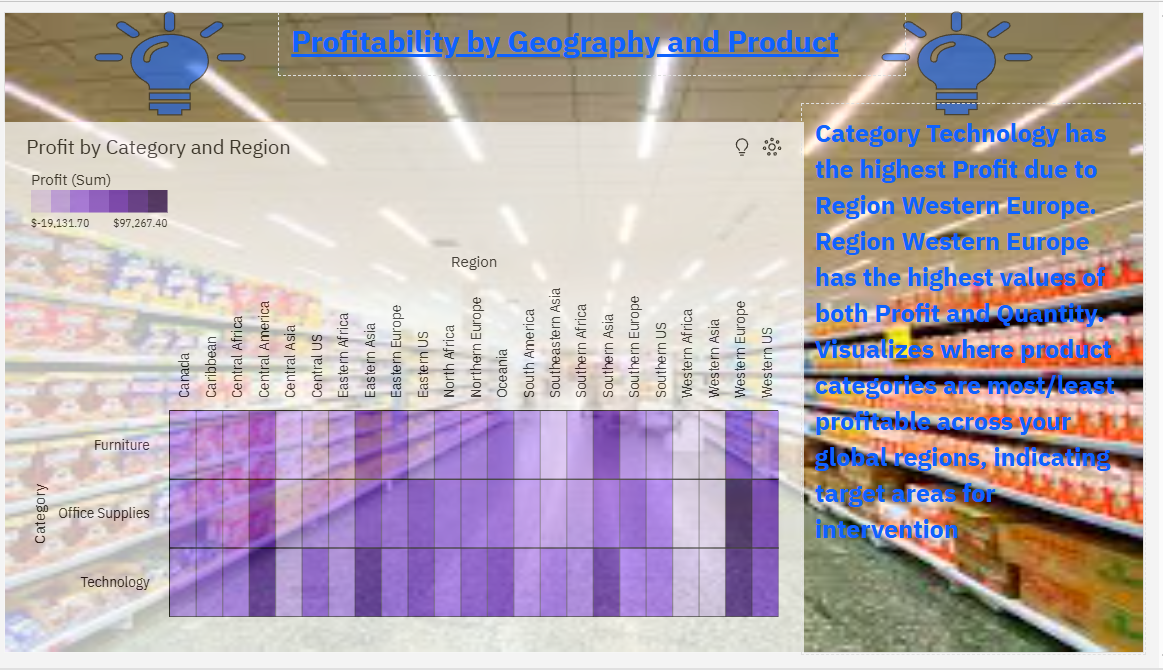 Profitability by Geography and Product
Profit by Category and Region
Profit (Sum)
$-19,131.70 $97,267.40
Region
Canada
Caribbean
Central Africa
Central America
Central Asia
Central US
Eastern Africa
Eastern Asia
Eastern Europe
Eastern US
North Africa
Northern Europe
Oceania
South America
Southeastern Asia
Southern Africa
Southern Asia
Southern Europe
Southern US
Western Africa
Western Asia
Western Europe
Western US
Category
Furniture
Office Supplies
Technology
Category Technology has
the highest Profit due to
Region Western Europe.
Region Western Europe
has the highest values of
both Profit and Quantity.
Visualizes where product
categories are most/least
profitable across your
global regions, indicating
target areas for
intervention